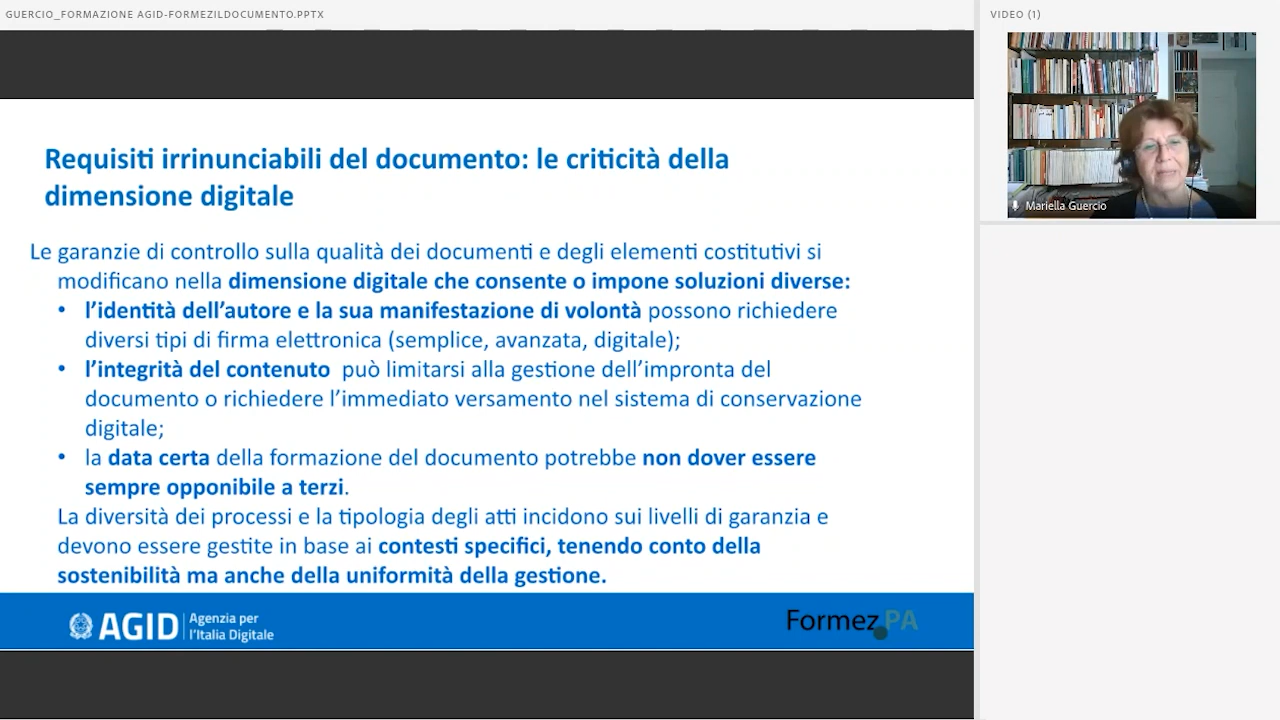 GUERCIO_FORMAZIONE AGID-FORMEZILDOCUMENTO.PPTX
VIDEO (1)
Mariella Guercio
Requisiti irrinunciabili del documento: le criticità della
dimensione digitale
Le garanzie di controllo sulla qualità dei documenti e degli elementi costitutivi si
modificano nella dimensione digitale che consente o impone soluzioni diverse:
• l’identità dell’autore e la sua manifestazione di volontà possono richiedere
diversi tipi di firma elettronica (semplice, avanzata, digitale);
• l’integrità del contenuto può limitarsi alla gestione dell’impronta del
documento o richiedere l’immediato versamento nel sistema di conservazione
digitale;
• la data certa della formazione del documento potrebbe non dover essere
sempre opponibile a terzi.
La diversità dei processi e la tipologia degli atti incidono sui livelli di garanzia e
devono essere gestite in base ai contesti specifici, tenendo conto della
sostenibilità ma anche della uniformità della gestione.
AGID Agenzia per
l’Italia Digitale
Formez PA